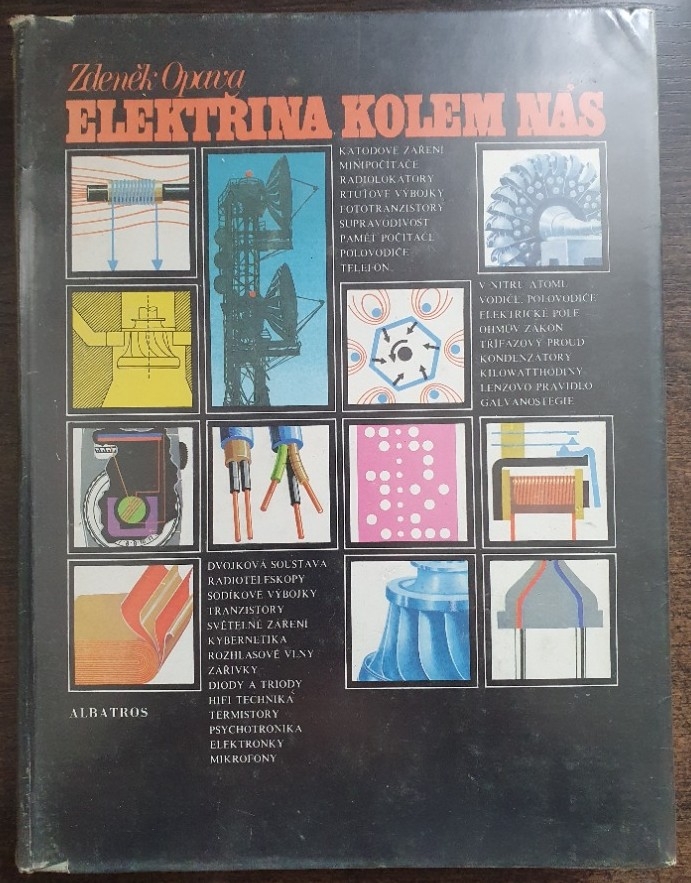 Zdeněk Opava
ELEKTŘINA KOLEM NÁS
KATODOVÉ ZÁŘENÍ
MINIPOČÍTAČE
RADIOLOKÁTORY
RTUŤOVÉ VÝBOJKY
FOTOTRANZISTORY
SUPRAVODIVOST
PAMĚŤ POČÍTAČE
POLOVODIČE
TELEFON
V NITRU ATOMU
VODIČE, POLOVODIČE
ELEKTRICKÉ POLE
OHMŮV ZÁKON
TŘÍFÁZOVÝ PROUD
KONDENZÁTORY
KILOWATTHODINY
LENZOVO PRAVIDLO
GALVANOSTEGIE
DVOJKOVÁ SOUSTAVA
RADIOTELESKOPY
SODÍKOVÉ VÝBOJKY
TRANZISTORY
SVĚTELNÉ ZÁŘENÍ
KYBERNETIKA
ROZHLASOVÉ VLNY
ZÁŘIVKY
DIODY A TRIODY
HIFI TECHNIKA
TERMISTORY
PSYCHOTRONIKA
ELEKTRONKY
MIKROFONY
ALBATROS